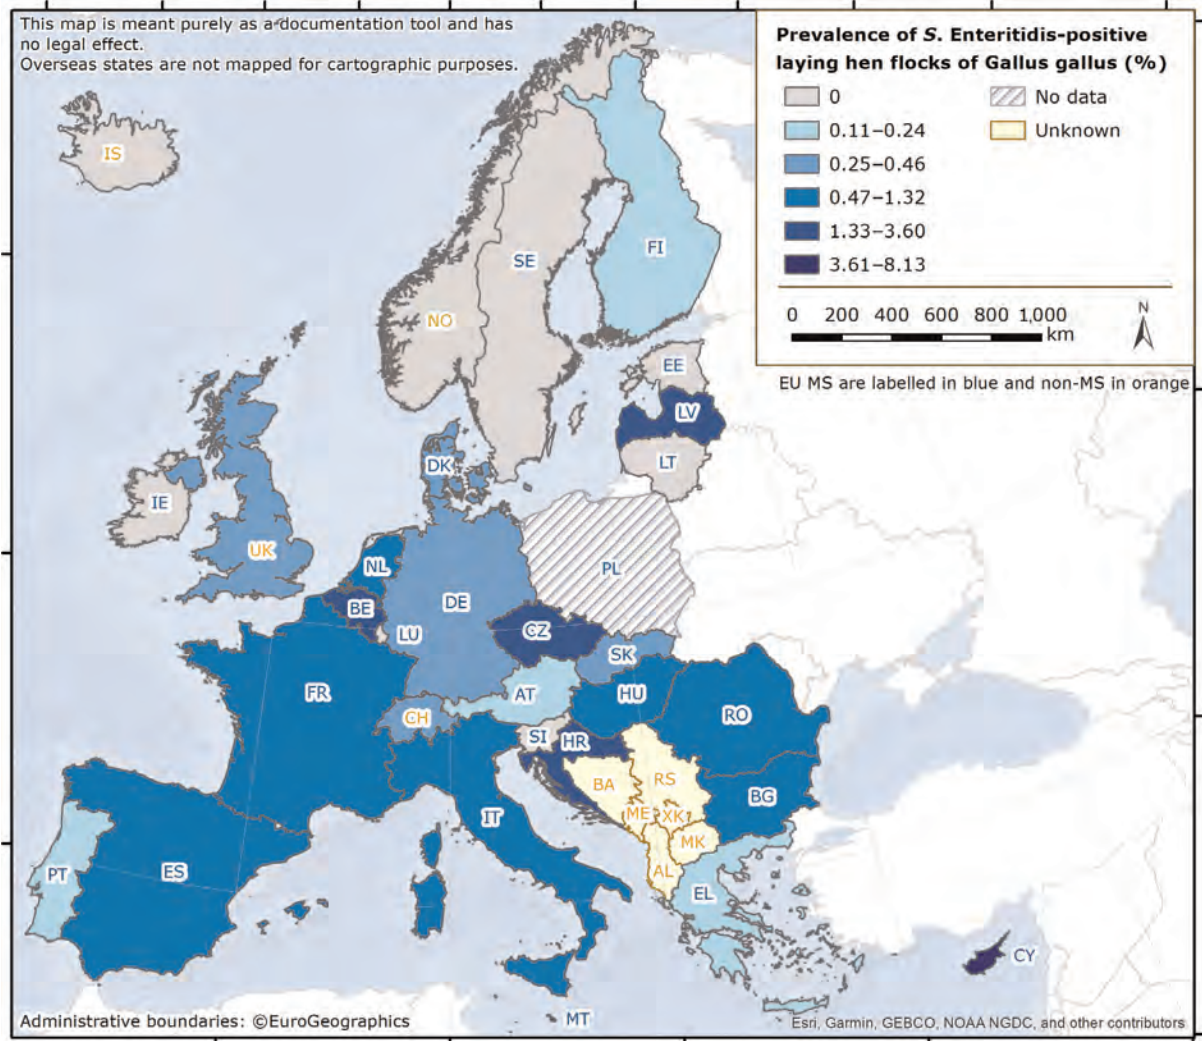 This map is meant purely as a documentation tool and has
no legal effect.
Overseas states are not mapped for cartographic purposes.
Prevalence of S. Enteritidis-positive
laying hen flocks of Gallus gallus (%)
0
No data
0.11–0.24
Unknown
0.25–0.46
0.47–1.32
1.33–3.60
3.61–8.13
0 200 400 600 800 1,000
km
N
EU MS are labelled in blue and non-MS in orange
IS
FI
SE
NO
EE
LV
LT
DK
IE
UK
NL
PL
BE
DE
LU
CZ
SK
FR
AT
HU
CH
RO
SI
HR
BA
RS
BG
IT
ME
XK
MK
PT
ES
AL
EL
CY
MT
Administrative boundaries: ©EuroGeographics
Esri, Garmin, GEBCO, NOAA NGDC, and other contributors